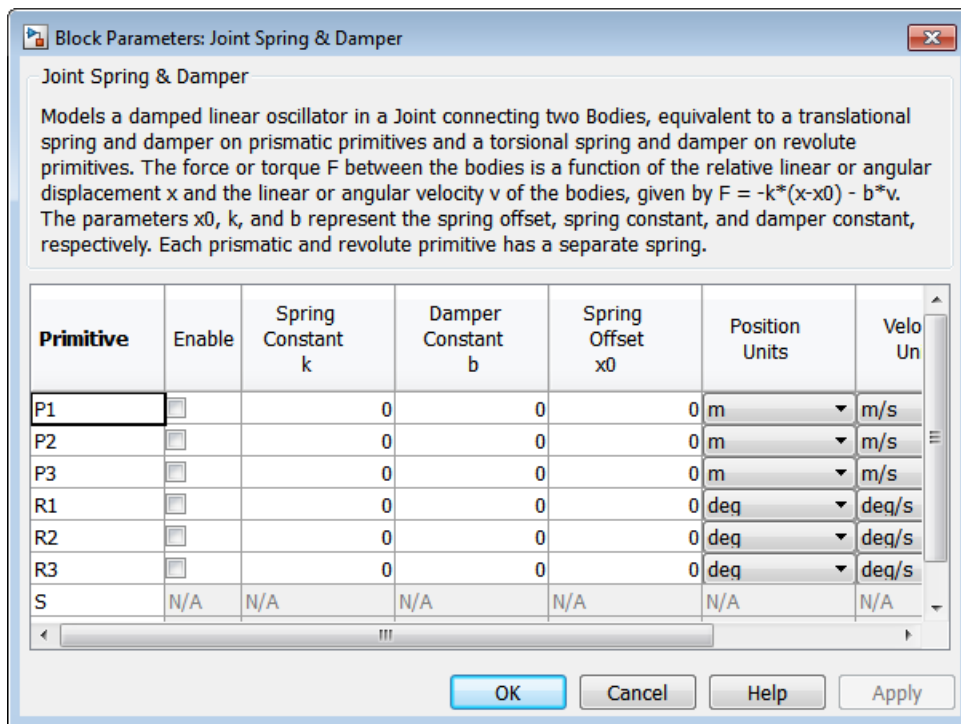 Block Parameters: Joint Spring & Damper
Joint Spring & Damper
Models a damped linear oscillator in a Joint connecting two Bodies, equivalent to a translational
spring and damper on prismatic primitives and a torsional spring and damper on revolute
primitives. The force or torque F between the bodies is a function of the relative linear or angular
displacement x and the linear or angular velocity v of the bodies, given by F = -k*(x-x0) - b*v.
The parameters x0, k, and b represent the spring offset, spring constant, and damper constant,
respectively. Each prismatic and revolute primitive has a separate spring.
Primitive Enable Spring Constant k Damper Constant b Spring Offset x0 Position Units Velo Un
P1 0 0 0 m m/s
P2 0 0 0 m m/s
P3 0 0 0 m m/s
R1 0 0 0 deg deg/s
R2 0 0 0 deg deg/s
R3 0 0 0 deg deg/s
S N/A N/A N/A N/A N/A N/A
OK Cancel Help Apply